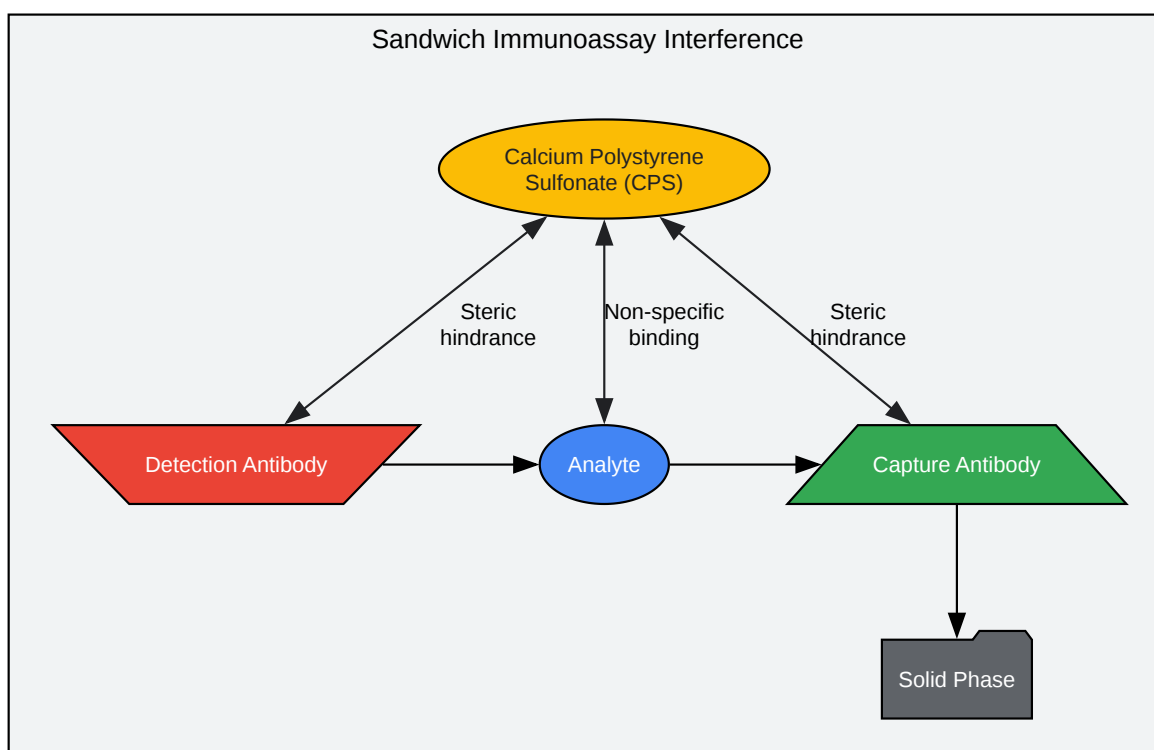 Sandwich Immunoassay Interference
Calcium Polystyrene
Sulfonate (CPS)
Steric
hindrance
Non-specific
binding
Steric
hindrance
Detection Antibody
Analyte
Capture Antibody
Solid Phase